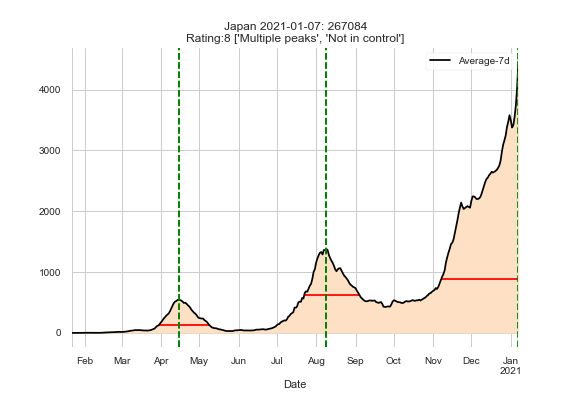 Japan 2021-01-07: 267084
Rating:8 ['Multiple peaks', 'Not in control']
Average-7d
4000
3000
2000
1000
0
Feb Mar Apr May Jun Jul Aug Sep Oct Nov Dec Jan
2021
Date